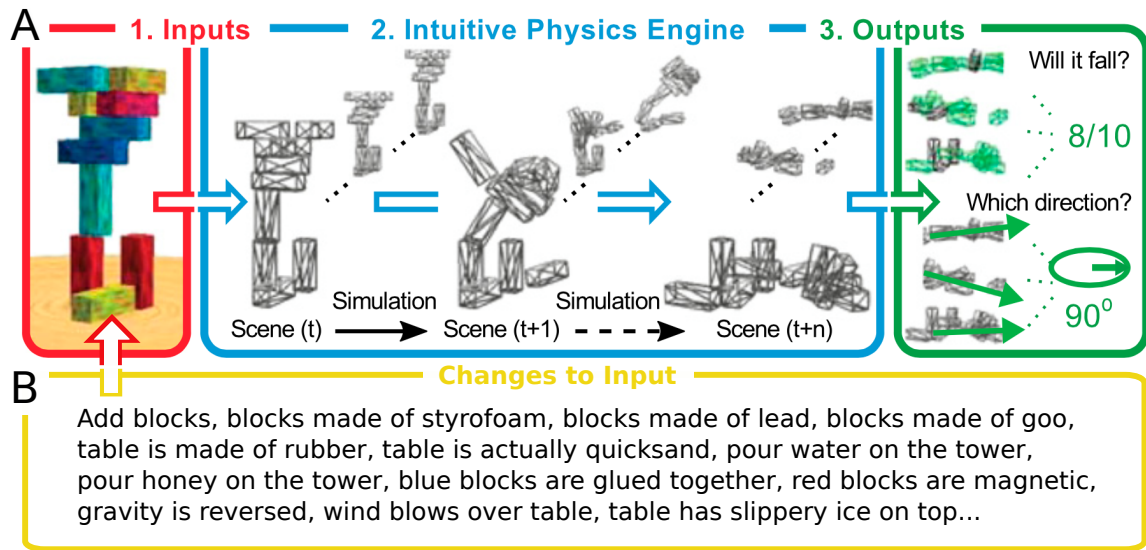 A
1. Inputs
2. Intuitive Physics Engine
3. Outputs
Will it fall?
8/10
Which direction?
90⁰
Simulation
Simulation
Scene (t)
Scene (t+1)
Scene (t+n)
B
Changes to Input
Add blocks, blocks made of styrofoam, blocks made of lead, blocks made of goo,
table is made of rubber, table is actually quicksand, pour water on the tower,
pour honey on the tower, blue blocks are glued together, red blocks are magnetic,
gravity is reversed, wind blows over table, table has slippery ice on top...